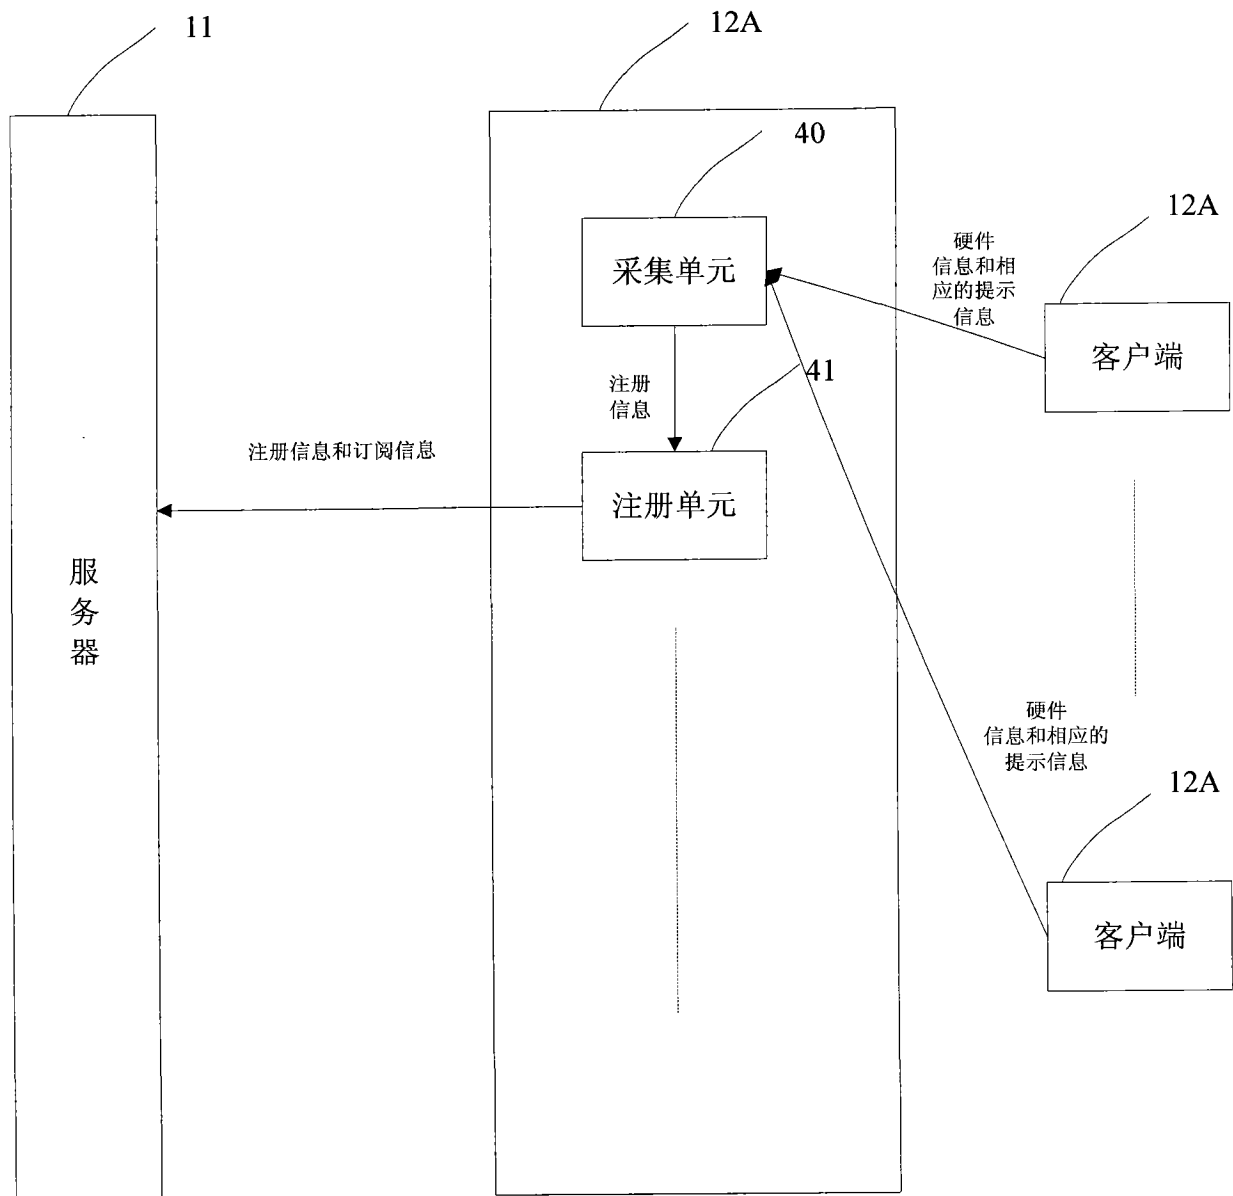 11
12A
40
12A
采集单元
硬件
信息和相
应的提示
信息
客户端
41
注册
信息
注册信息和订阅信息
注册单元
服
务
器
硬件
信息和相应的
提示信息
12A
客户端